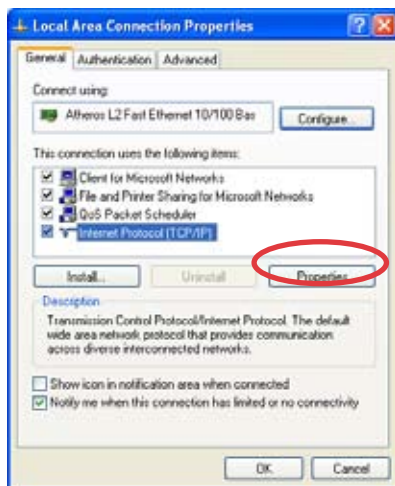 Local Area Connection Properties
General Authentication Advanced
Connect using:
Atheros L2 Fast Ethernet 10/100 Bas Configure...
This connection uses the following items:
Client for Microsoft Networks
File and Printer Sharing for Microsoft Networks
QoS Packet Scheduler
Internet Protocol (TCP/IP)
Install... Uninstall Properties
Description
Transmission Control Protocol/Internet Protocol. The default
wide area network protocol that provides communication
across diverse interconnected networks.
Show icon in notification area when connected
Notify me when this connection has limited or no connectivity
OK Cancel